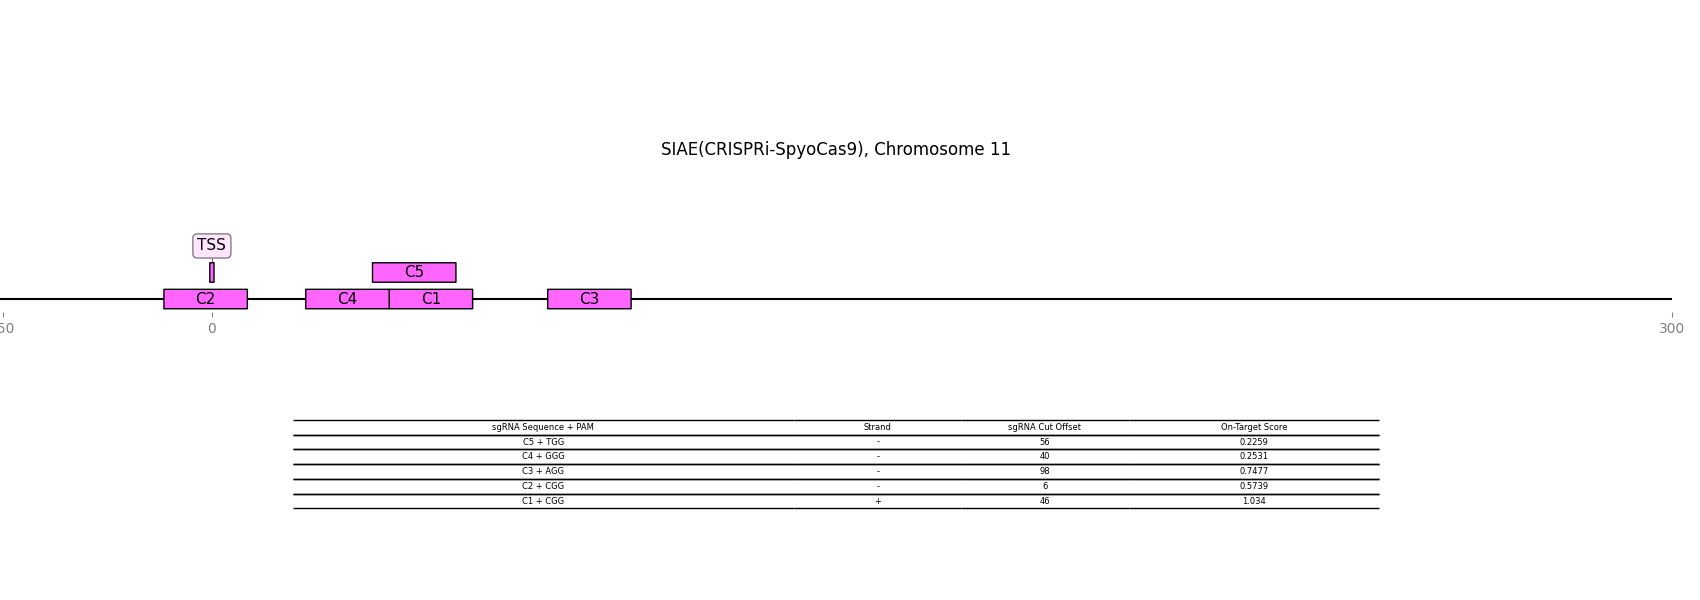 SIAE(CRISPRi-SpyoCas9), Chromosome 11
TSS
C5
C2 C4 C1 C3
50 0 300
sgRNA Sequence + PAM Strand sgRNA Cut Offset On-Target Score
C5 + TGG - 56 0.2259
C4 + GGG - 40 0.2531
C3 + AGG - 98 0.7477
C2 + CGG - 6 0.5739
C1 + CGG + 46 1.034